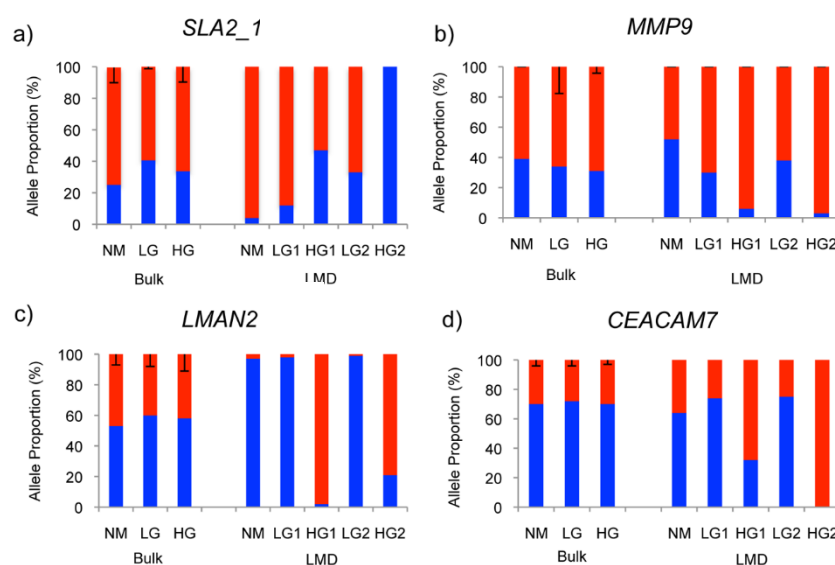 a) SLA2_1
Allele Proportion (%)
100
80
60
40
20
0
NM LG HG NM LG1 HG1 LG2 HG2
Bulk LMD
b) MMP9
Allele Proportion (%)
100
80
60
40
20
0
NM LG HG NM LG1 HG1 LG2 HG2
Bulk LMD
c) LMAN2
Allele Proportion (%)
100
80
60
40
20
0
NM LG HG NM LG1 HG1 LG2 HG2
Bulk LMD
d) CEACAM7
Allele Proportion (%)
100
80
60
40
20
0
NM LG HG NM LG1 HG1 LG2 HG2
Bulk LMD